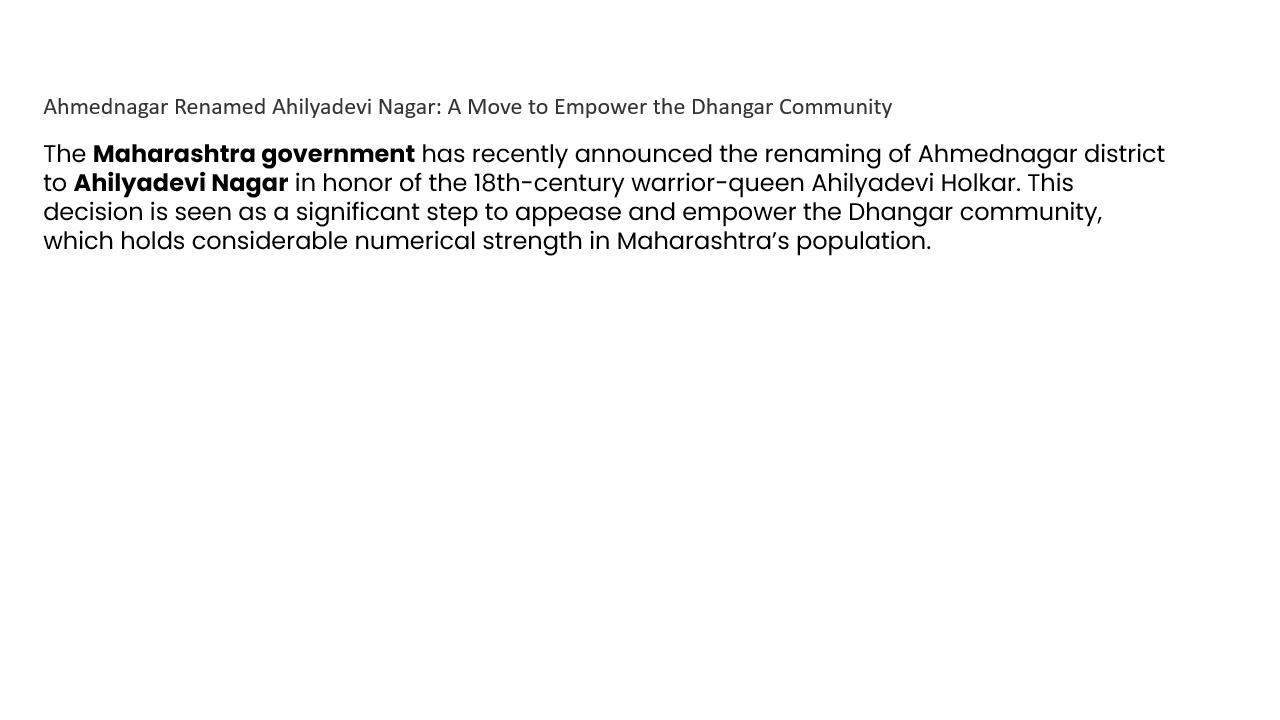 Ahmednagar Renamed Ahilyadevi Nagar: A Move to Empower the Dhangar Community
The Maharashtra government has recently announced the renaming of Ahmednagar district
to Ahilyadevi Nagar in honor of the 18th-century warrior-queen Ahilyadevi Holkar. This
decision is seen as a significant step to appease and empower the Dhangar community,
which holds considerable numerical strength in Maharashtra’s population.